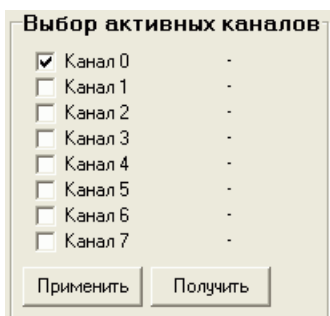 Выбор активных каналов
Канал 0 -
Канал 1 -
Канал 2 -
Канал 3 -
Канал 4 -
Канал 5 -
Канал 6 -
Канал 7 -
Применить Получить